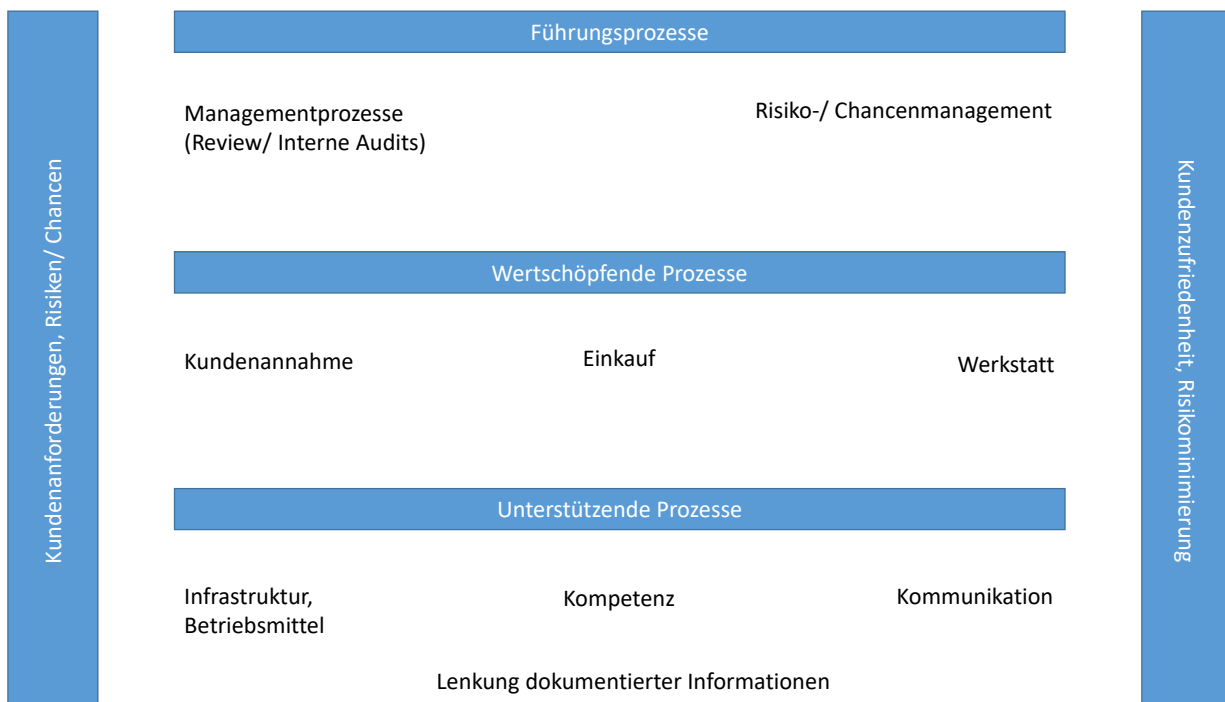 Kundenanforderungen, Risiken/ Chancen
Führungsprozesse
Managementprozesse
(Review/ Interne Audits)
Risiko-/ Chancenmanagement
Wertschöpfende Prozesse
Kundenannahme
Einkauf
Werkstatt
Unterstützende Prozesse
Infrastruktur,
Betriebsmittel
Kompetenz
Kommunikation
Lenkung dokumentierter Informationen
Kundenzufriedenheit, Risikominimierung